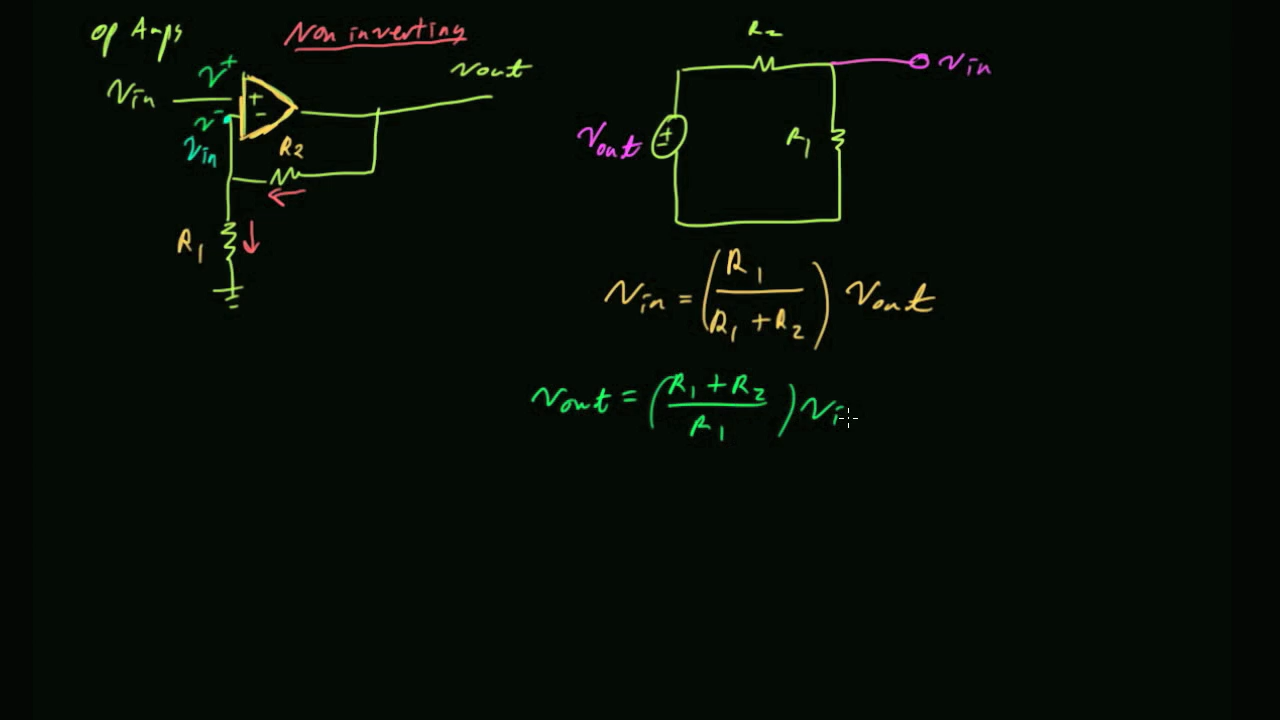 op Amps
Non inverting
Vin
V+
+
V-
-
Vin
Vout
R2
R1
R2
Vin
Vout
+
-
R1
Vin = (R1 / R1 + R2) Vout
Vout = (R1 + R2 / R1) Vi